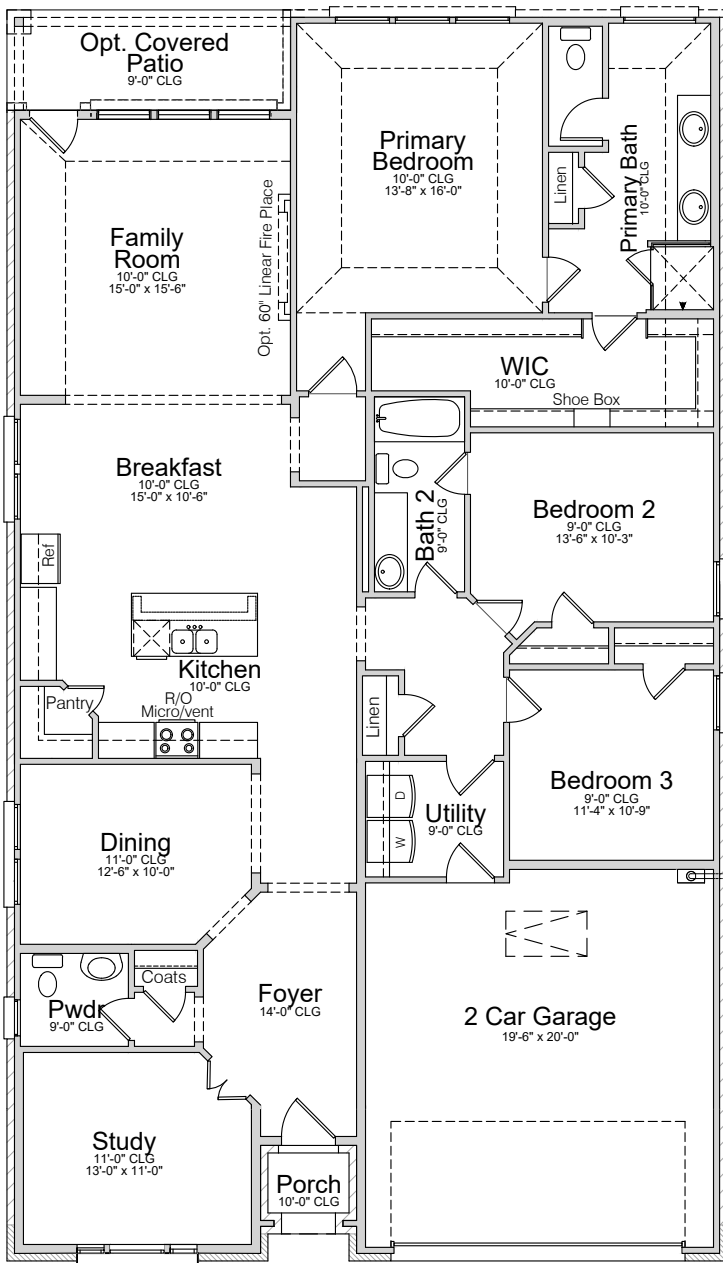 Opt. Covered
Patio
9'-0" CLG
Primary
Bedroom
10'-0" CLG
13'-8" x 16'-0"
Linen
Primary Bath
10'-0" CLG
Family
Room
10'-0" CLG
15'-0" x 15'-6"
Opt. 60" Linear Fire Place
WIC
10'-0" CLG
Shoe Box
Breakfast
10'-0" CLG
15'-0" x 10'-6"
Bath 2
9'-0" CLG
Bedroom 2
9'-0" CLG
13'-6" x 10'-3"
Ref
Kitchen
10'-0" CLG
Pantry
R/O
Micro/vent
Linen
Bedroom 3
9'-0" CLG
11'-4" x 10'-9"
D
W
Utility
9'-0" CLG
Dining
11'-0" CLG
12'-6" x 10'-0"
Coats
Pwdr
9'-0" CLG
Foyer
14'-0" CLG
2 Car Garage
19'-6" x 20'-0"
Study
11'-0" CLG
13'-0" x 11'-0"
Porch
10'-0" CLG